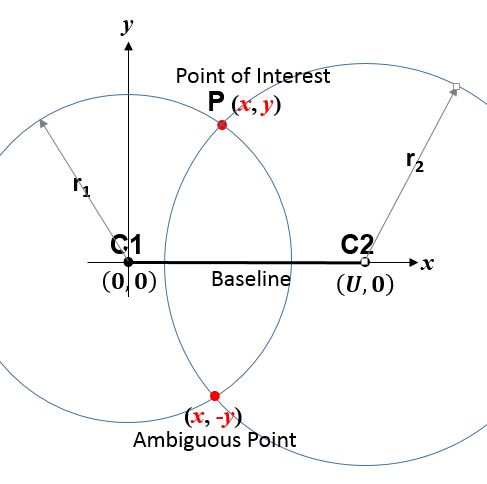 y
Point of Interest
P (x, y)
r₂
r₁
C1
C2
x
(0, 0)
Baseline
(U, 0)
(x, -y)
Ambiguous Point